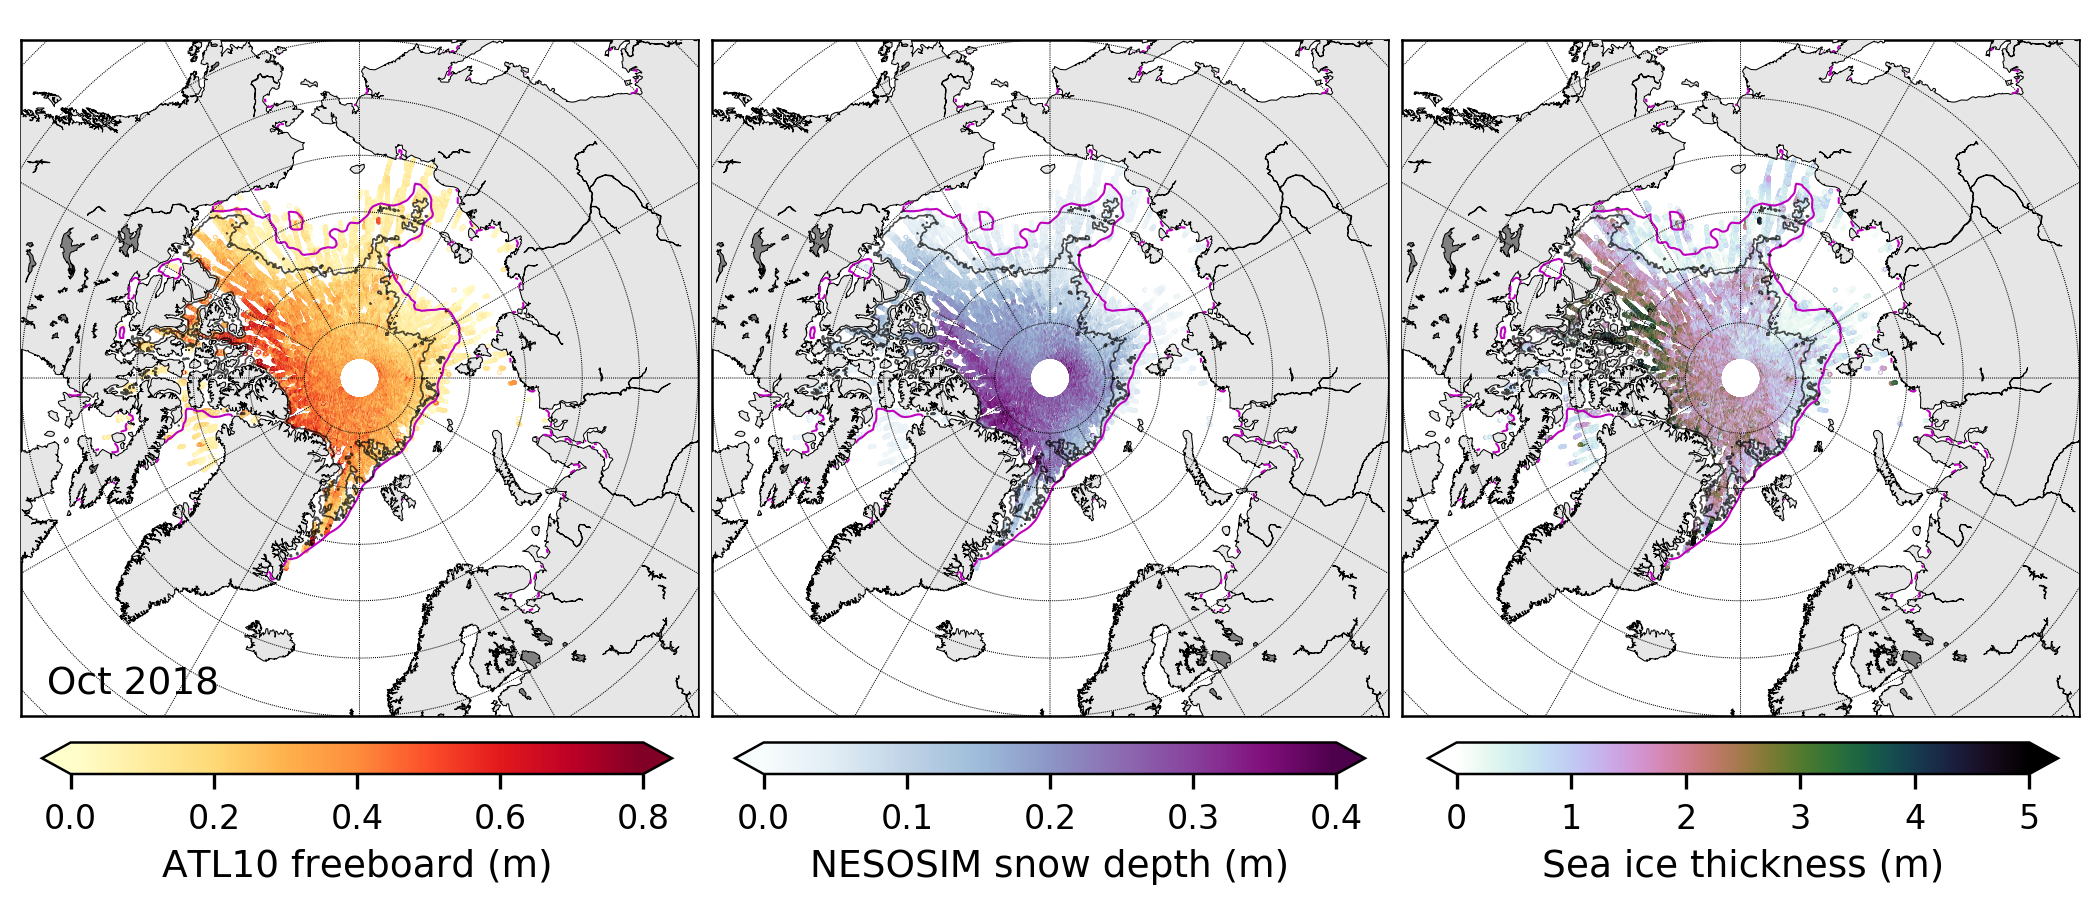 Oct 2018
0.0 0.2 0.4 0.6 0.8
ATL10 freeboard (m)
0.0 0.1 0.2 0.3 0.4
NESOSIM snow depth (m)
0 1 2 3 4 5
Sea ice thickness (m)